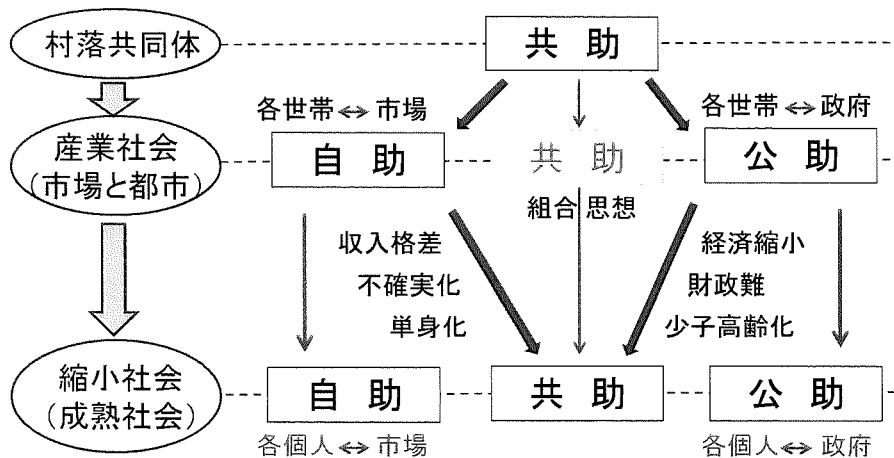 村落共同体
共 助
各世帯⇔市場
各世帯⇔政府
産業社会
(市場と都市)
自 助
共 助
公 助
組合思想
収入格差
不確実化
単身化
経済縮小
財政難
少子高齢化
縮小社会
(成熟社会)
自 助
共 助
公 助
各個人⇔市場
各個人⇔政府